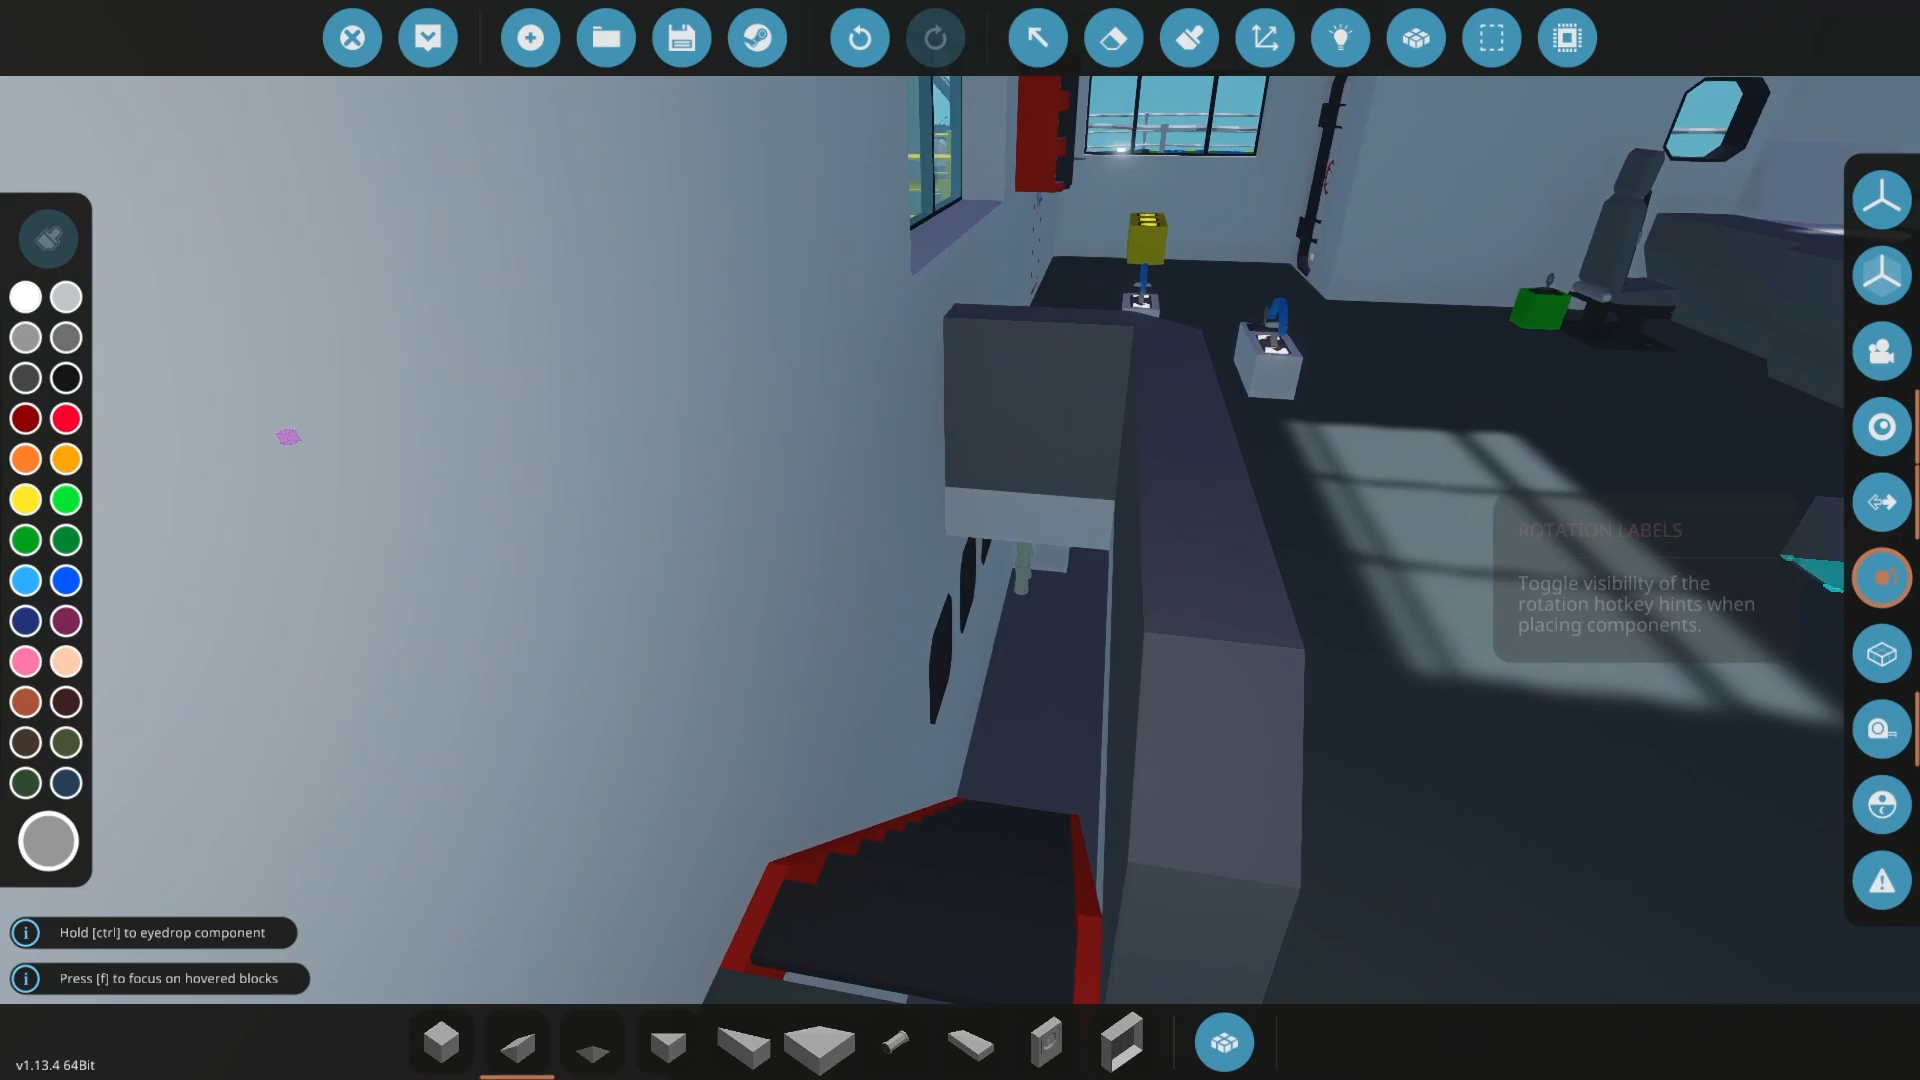 ROTATION LABELS
Toggle visibility of the
rotation hotkey hints when
placing components.
Hold [ctrl] to eyedrop component
Press [f] to focus on hovered blocks
v1.13.4 64Bit